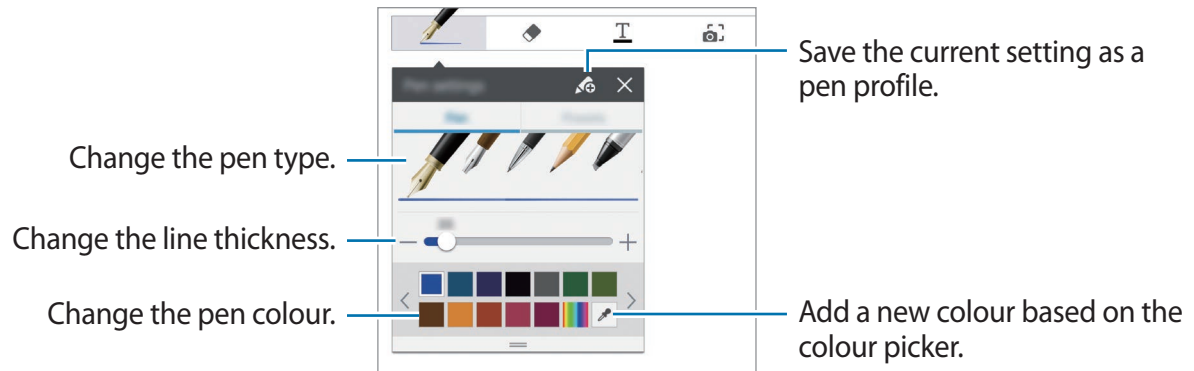 T
Save the current setting as a
pen profile.
Change the pen type.
Change the line thickness.
Change the pen colour.
Add a new colour based on the
colour picker.